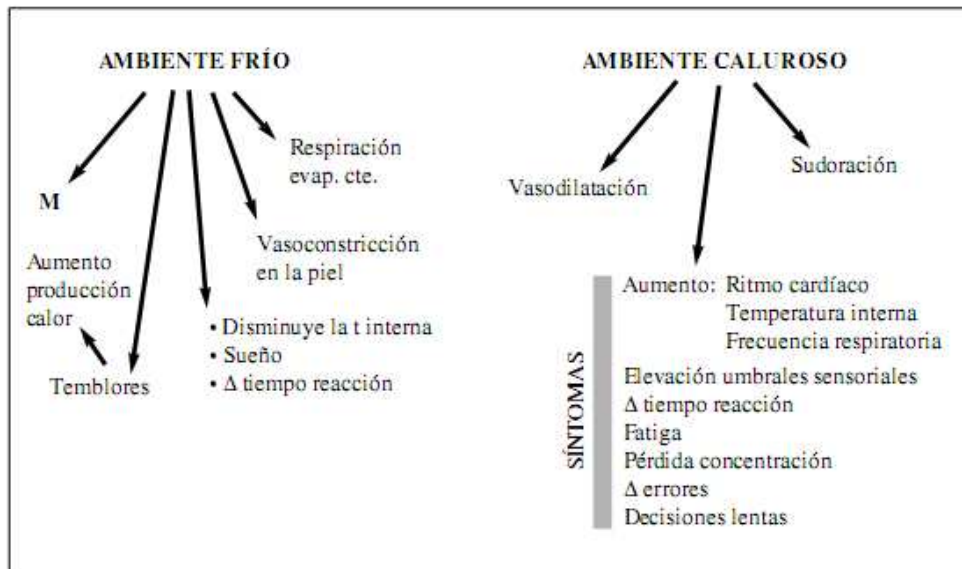 AMBIENTE FRÍO
Respiración
evap. cte.
M
Vasoconstricción
en la piel
Aumento
producción
calor
• Disminuye la t interna
• Sueño
• Δ tiempo reacción
Temblores
AMBIENTE CALUROSO
Vasodilatación
Sudoración
SÍNTOMAS
Aumento: Ritmo cardíaco
Temperatura interna
Frecuencia respiratoria
Elevación umbrales sensoriales
Δ tiempo reacción
Fatiga
Pérdida concentración
Δ errores
Decisiones lentas